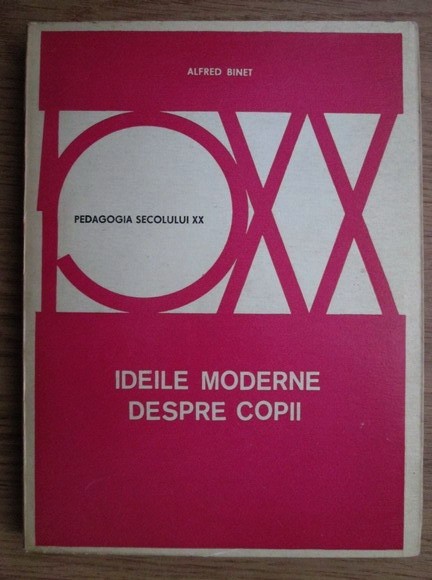 ALFRED BINET
PEDAGOGIA SECOLULUI XX
IDEILE MODERNE
DESPRE COPII